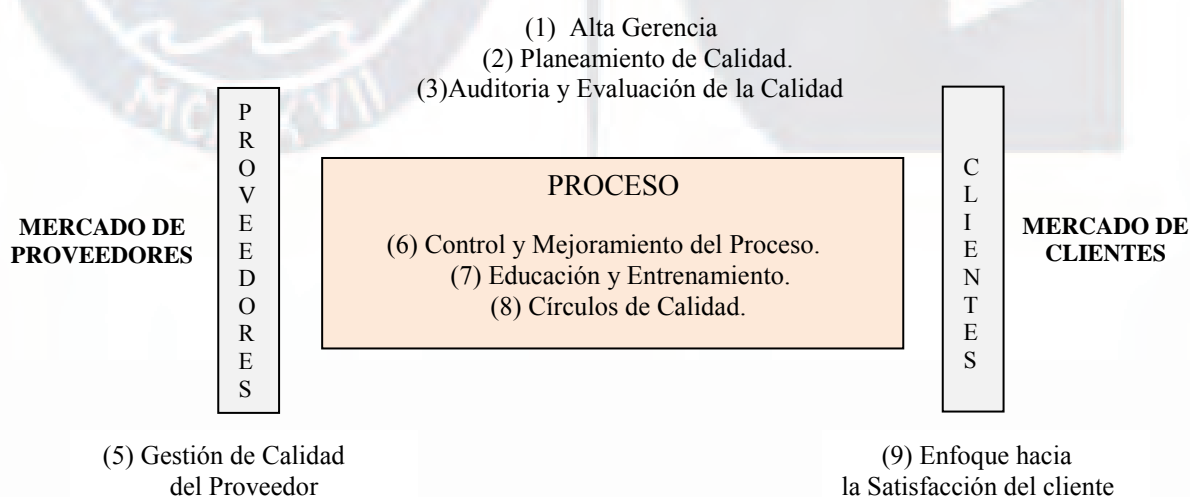 (1) Alta Gerencia
(2) Planeamiento de Calidad.
(3)Auditoria y Evaluación de la Calidad
PROVEEDORES
MERCADO DE
PROVEEDORES
PROCESO
(6) Control y Mejoramiento del Proceso.
(7) Educación y Entrenamiento.
(8) Círculos de Calidad.
CLIENTES
MERCADO DE
CLIENTES
(5) Gestión de Calidad
del Proveedor
(9) Enfoque hacia
la Satisfacción del cliente